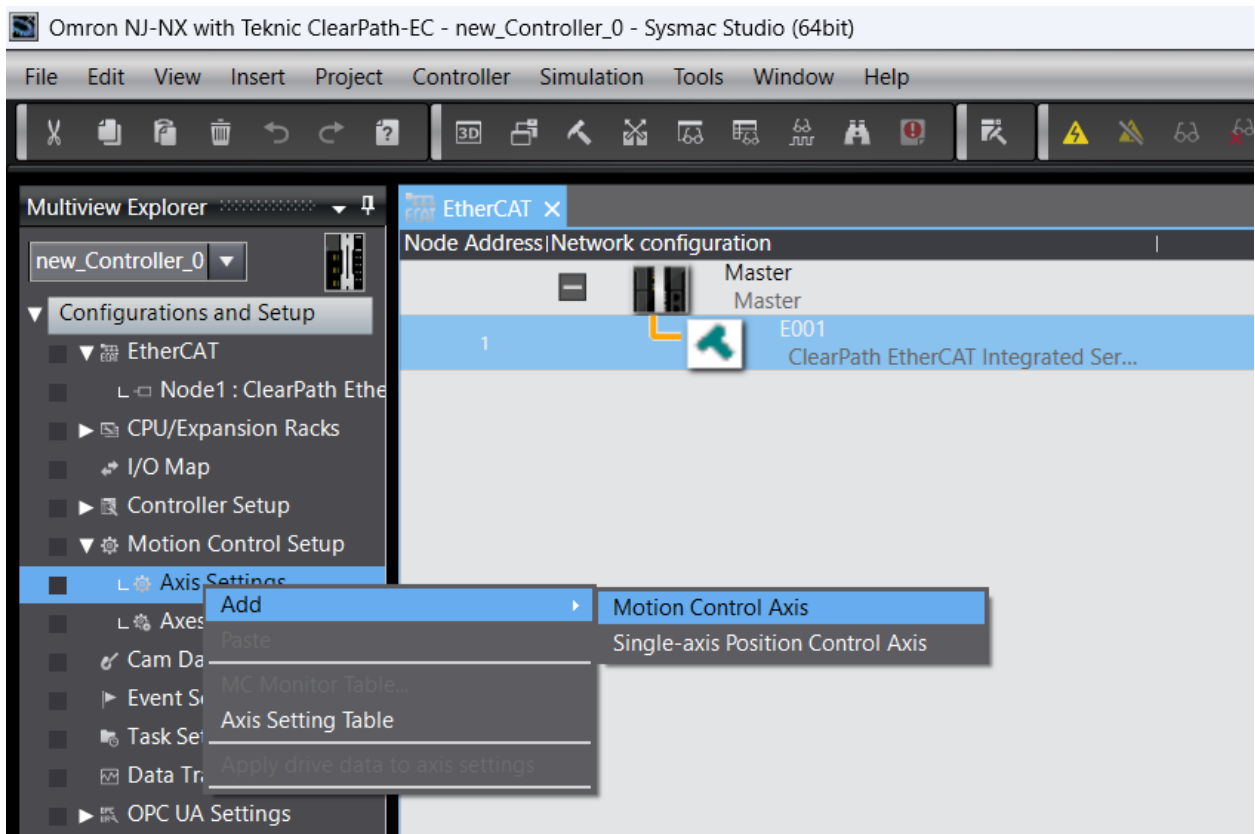 Omron NJ-NX with Teknic ClearPath-EC - new_Controller_0 - Sysmac Studio (64bit)
File Edit View Insert Project Controller Simulation Tools Window Help
3D
Multiview Explorer
new_Controller_0
Configurations and Setup
EtherCAT
Node1 : ClearPath Ethe
CPU/Expansion Racks
I/O Map
Controller Setup
Motion Control Setup
Axis Settings
Axes
Cam Da
Event Se
Task Set
Data Tra
OPC UA Settings
Add
Paste
MC Monitor Table...
Axis Setting Table
Apply drive data to axis settings
Motion Control Axis
Single-axis Position Control Axis
EtherCAT
Node Address Network configuration
Master
Master
1
E001
ClearPath EtherCAT Integrated Ser...